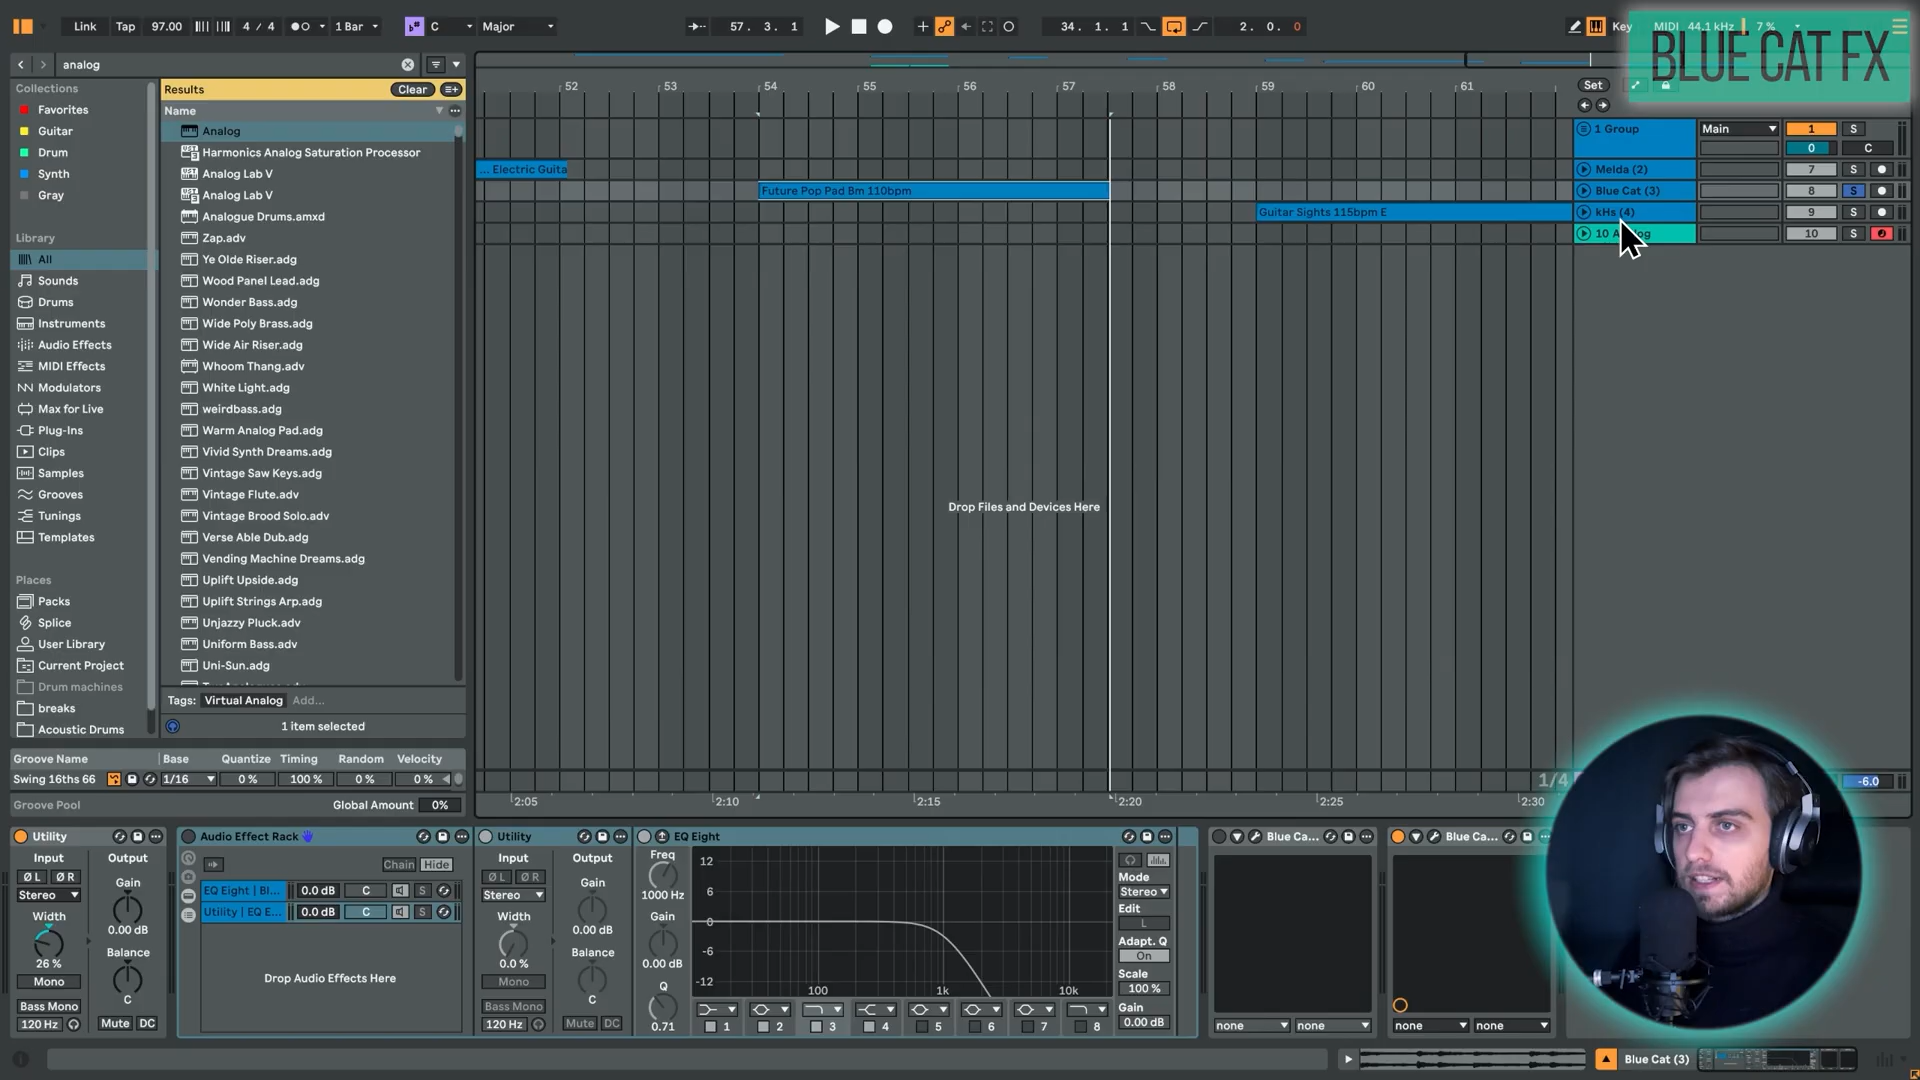 Link Tap 97.00 4 / 4 1 Bar C Major 57. 3. 1 34. 1. 1 2. 0. 0 Key MIDI 44.1 kHz 7 %
BLUE CAT FX
analog
Collections
Favorites
Guitar
Drum
Synth
Gray
Library
All
Sounds
Drums
Instruments
Audio Effects
MIDI Effects
Modulators
Max for Live
Plug-Ins
Clips
Samples
Grooves
Tunings
Templates
Places
Packs
Splice
User Library
Current Project
Drum machines
breaks
Acoustic Drums
Results Clear
Name
Analog
Harmonics Analog Saturation Processor
Analog Lab V
Analog Lab V
Analogue Drums.amxd
Zap.adv
Ye Olde Riser.adg
Wood Panel Lead.adg
Wonder Bass.adg
Wide Poly Brass.adg
Wide Air Riser.adg
Whoom Thang.adv
White Light.adg
weirdbass.adg
Warm Analog Pad.adg
Vivid Synth Dreams.adg
Vintage Saw Keys.adg
Vintage Flute.adv
Vintage Brood Solo.adv
Verse Able Dub.adg
Vending Machine Dreams.adg
Uplift Upside.adg
Uplift Strings Arp.adg
Unjazzy Pluck.adv
Uniform Bass.adv
Uni-Sun.adg
Tags: Virtual Analog Add...
1 item selected
Groove Name Base Quantize Timing Random Velocity
Swing 16ths 66 1/16 0 % 100 % 0 % 0 %
Groove Pool Global Amount 0%
52 53 54 55 56 57 58 59 60 61
Set
1 Group Main 1 S
0 C
... Electric Guita Melda (2) 7 S
Future Pop Pad Bm 110bpm Blue Cat (3) 8 S
Guitar Sights 115bpm E kHs (4) 9 S
10 10 S
Drop Files and Devices Here
1/4 -6.0
2:05 2:10 2:15 2:20 2:25 2:30
Utility
Input Output
Ø L Ø R Gain
Stereo
Width 0.00 dB
Balance
26 %
Mono C
Bass Mono
120 Hz Mute DC
Audio Effect Rack
Chain Hide
EQ Eight | Bl... 0.0 dB C S
Utility | EQ E... 0.0 dB C S
Drop Audio Effects Here
Utility
Input Output
Ø L Ø R Gain
Stereo
Width 0.00 dB
Balance
0.0 %
Mono C
Bass Mono
120 Hz Mute DC
EQ Eight
Freq
1000 Hz
Gain
0.00 dB
Q
0.71
12
6
0
-6
-12
100 1k 10k
1 2 3 4 5 6 7 8
Mode
Stereo
Edit
L
Adapt. Q
On
Scale
100 %
Gain
0.00 dB
Blue Ca...
none none
Blue Ca...
none none
Blue Cat (3)